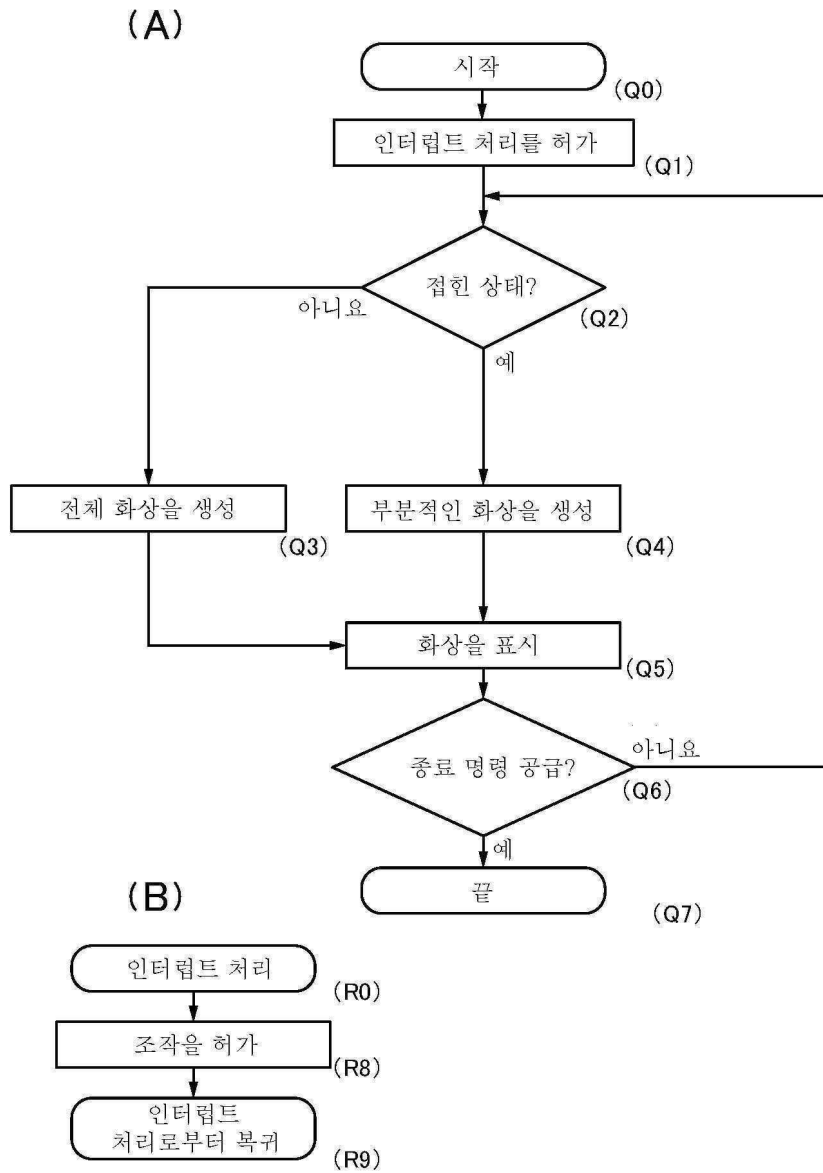 (A)
시작
(Q0)
인터럽트 처리를 허가
(Q1)
접힌 상태?
(Q2)
아니요
예
전체 화상을 생성
(Q3)
부분적인 화상을 생성
(Q4)
화상을 표시
(Q5)
종료 명령 공급?
(Q6)
아니요
예
끝
(Q7)
(B)
인터럽트 처리
(R0)
조작을 허가
(R8)
인터럽트
처리로부터 복귀
(R9)